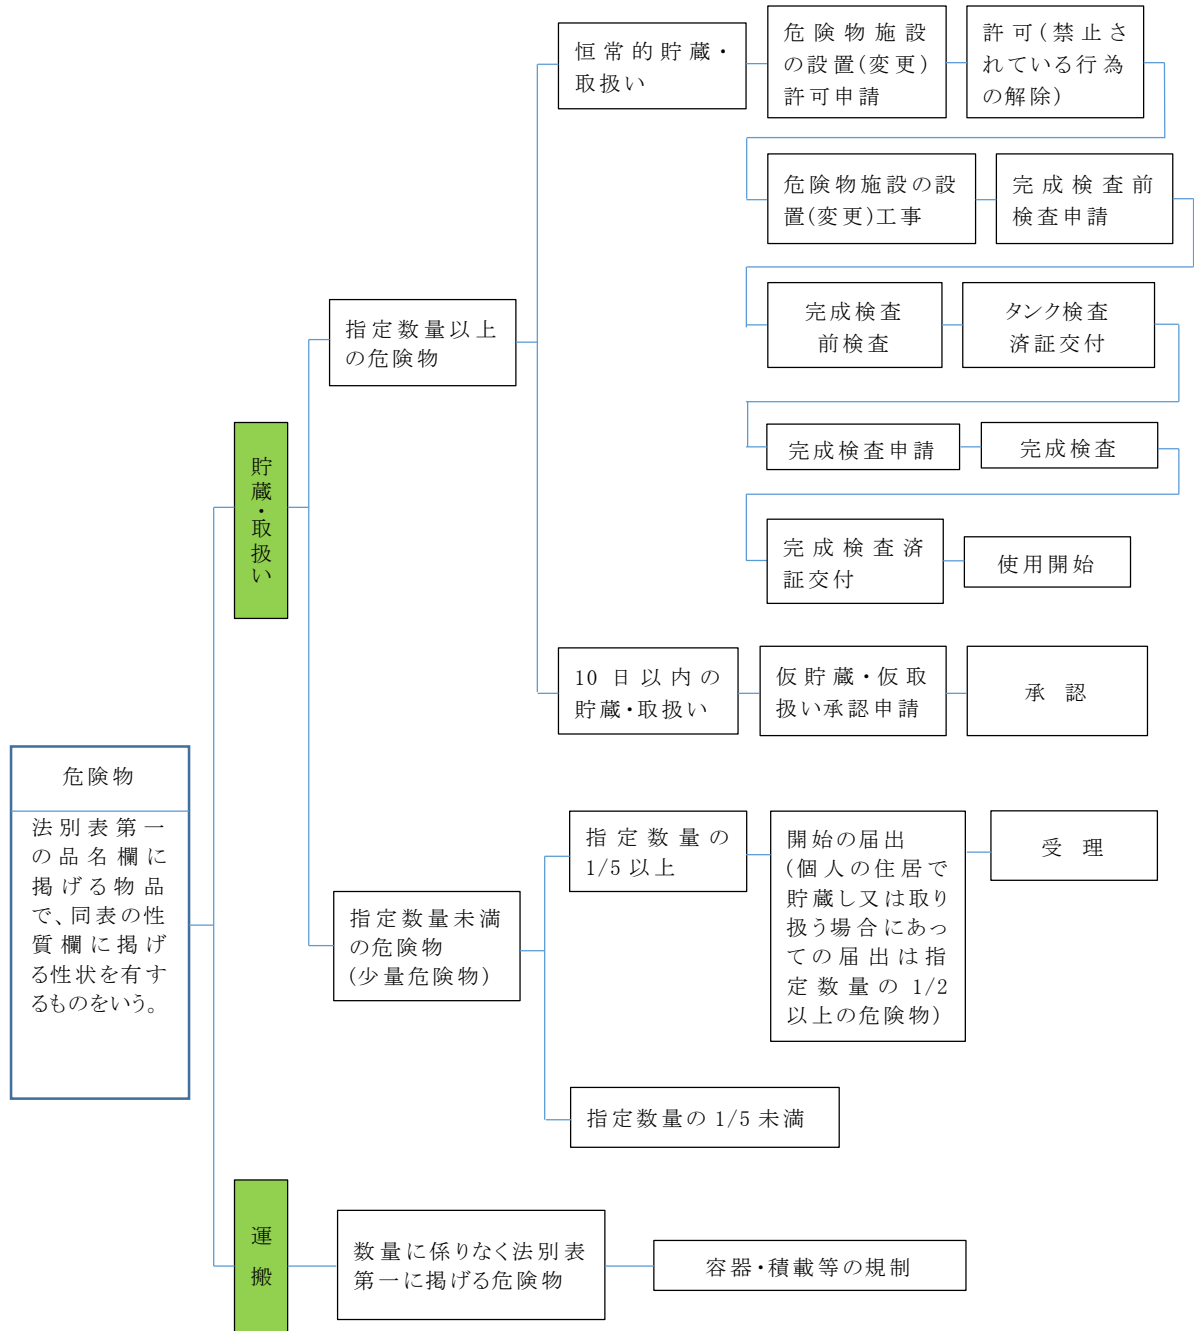 危険物
法別表第一
の品名欄に
掲げる物品
で、同表の性
質欄に掲げ
る性状を有す
るものをいう。
貯蔵・取扱い
指定数量以上
の危険物
恒常的貯蔵・
取扱い
危険物施設
の設置(変更)
許可申請
許可(禁止さ
れている行為
の解除)
危険物施設の設
置(変更)工事
完成検査前
検査申請
完成検査
前検査
タンク検査
済証交付
完成検査申請
完成検査
完成検査済
証交付
使用開始
10日以内の
貯蔵・取扱い
仮貯蔵・仮取
扱い承認申請
承認
指定数量未満
の危険物
(少量危険物)
指定数量の
1/5以上
開始の届出
(個人の住居で
貯蔵し又は取り
扱う場合にあっ
ての届出は指
定数量の1/2
以上の危険物)
受理
指定数量の1/5未満
運搬
数量に係りなく法別表
第一に掲げる危険物
容器・積載等の規制